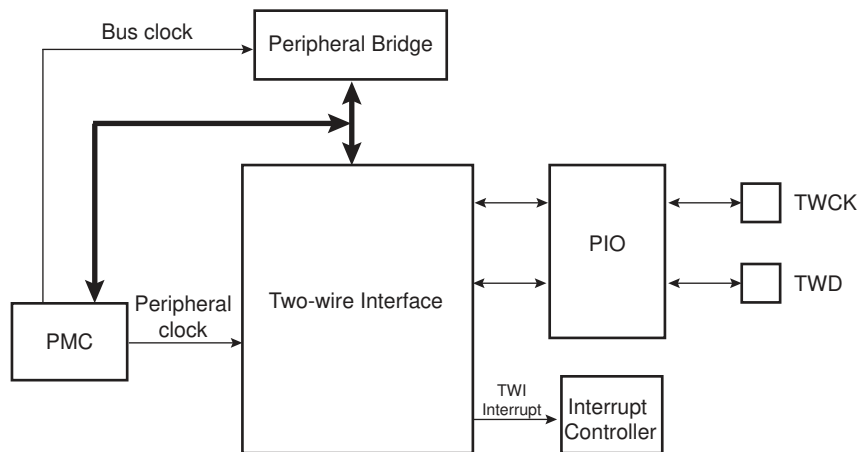 Bus clock
Peripheral Bridge
TWCK
PIO
TWD
Two-wire Interface
Peripheral
clock
PMC
TWI
Interrupt
Interrupt
Controller